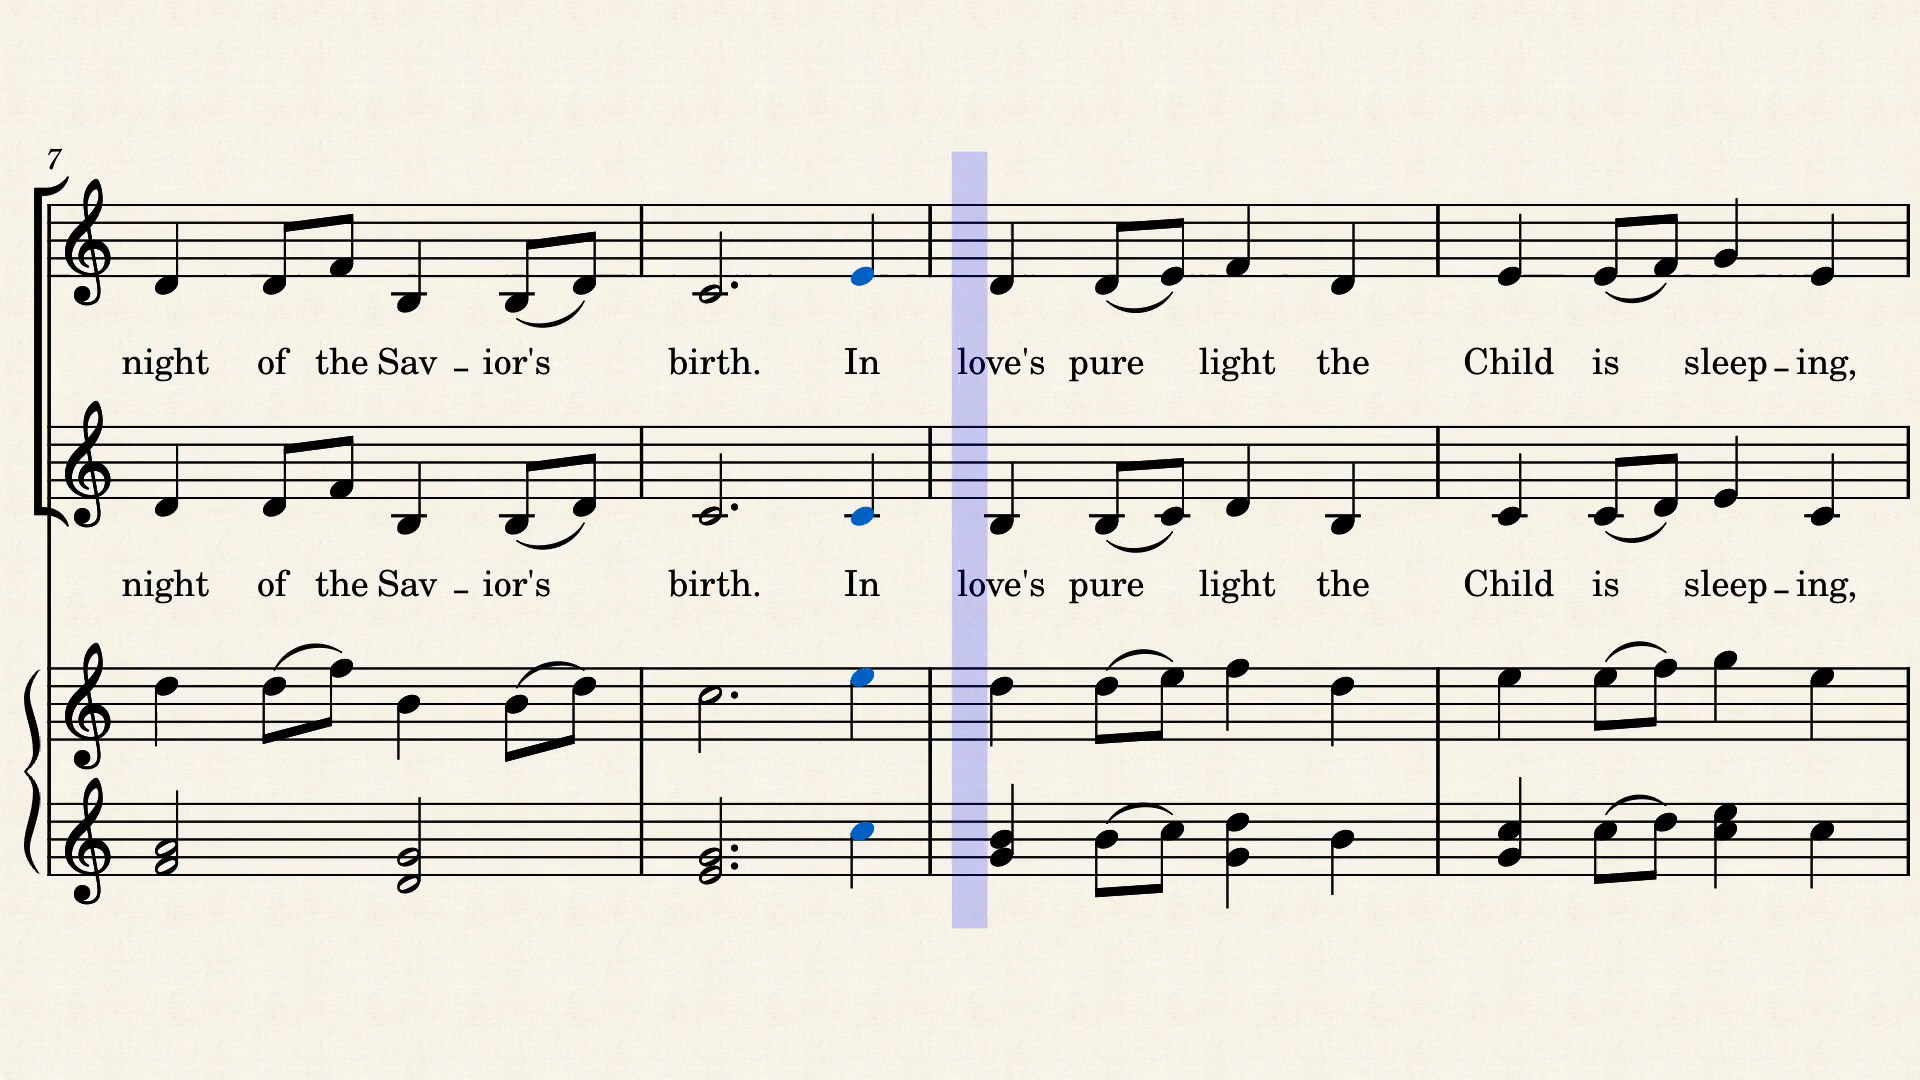 7
night of the Sav – ior's birth. In love's pure light the Child is sleep – ing,
night of the Sav – ior's birth. In love's pure light the Child is sleep – ing,